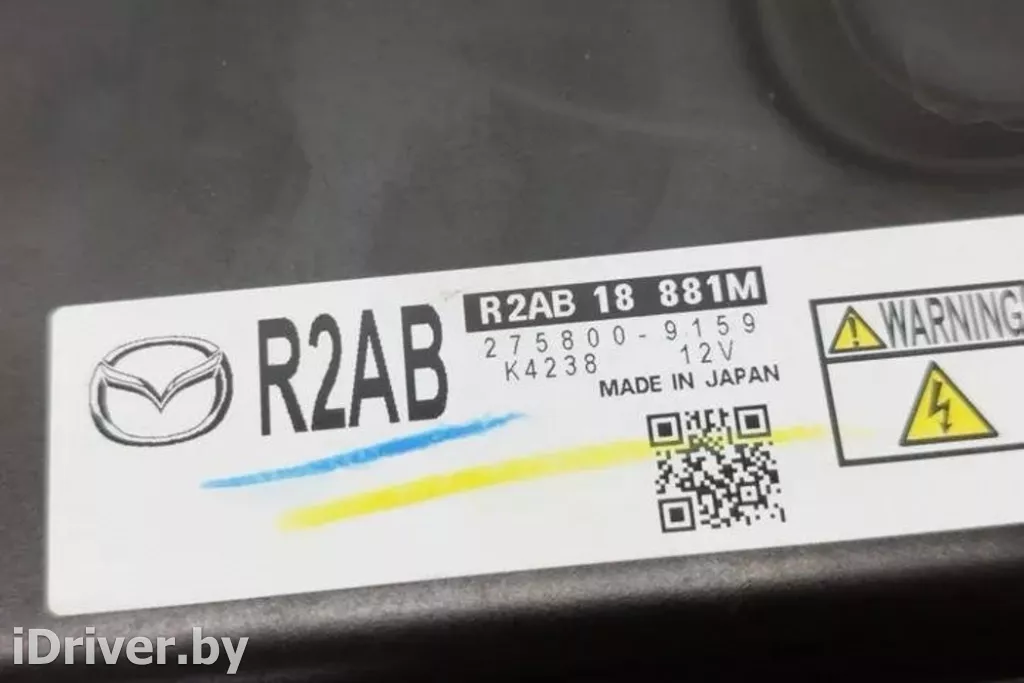 R2AB
R2AB 18 881M
275800-9159
K4238 12V
MADE IN JAPAN
WARNING
iDriver.by